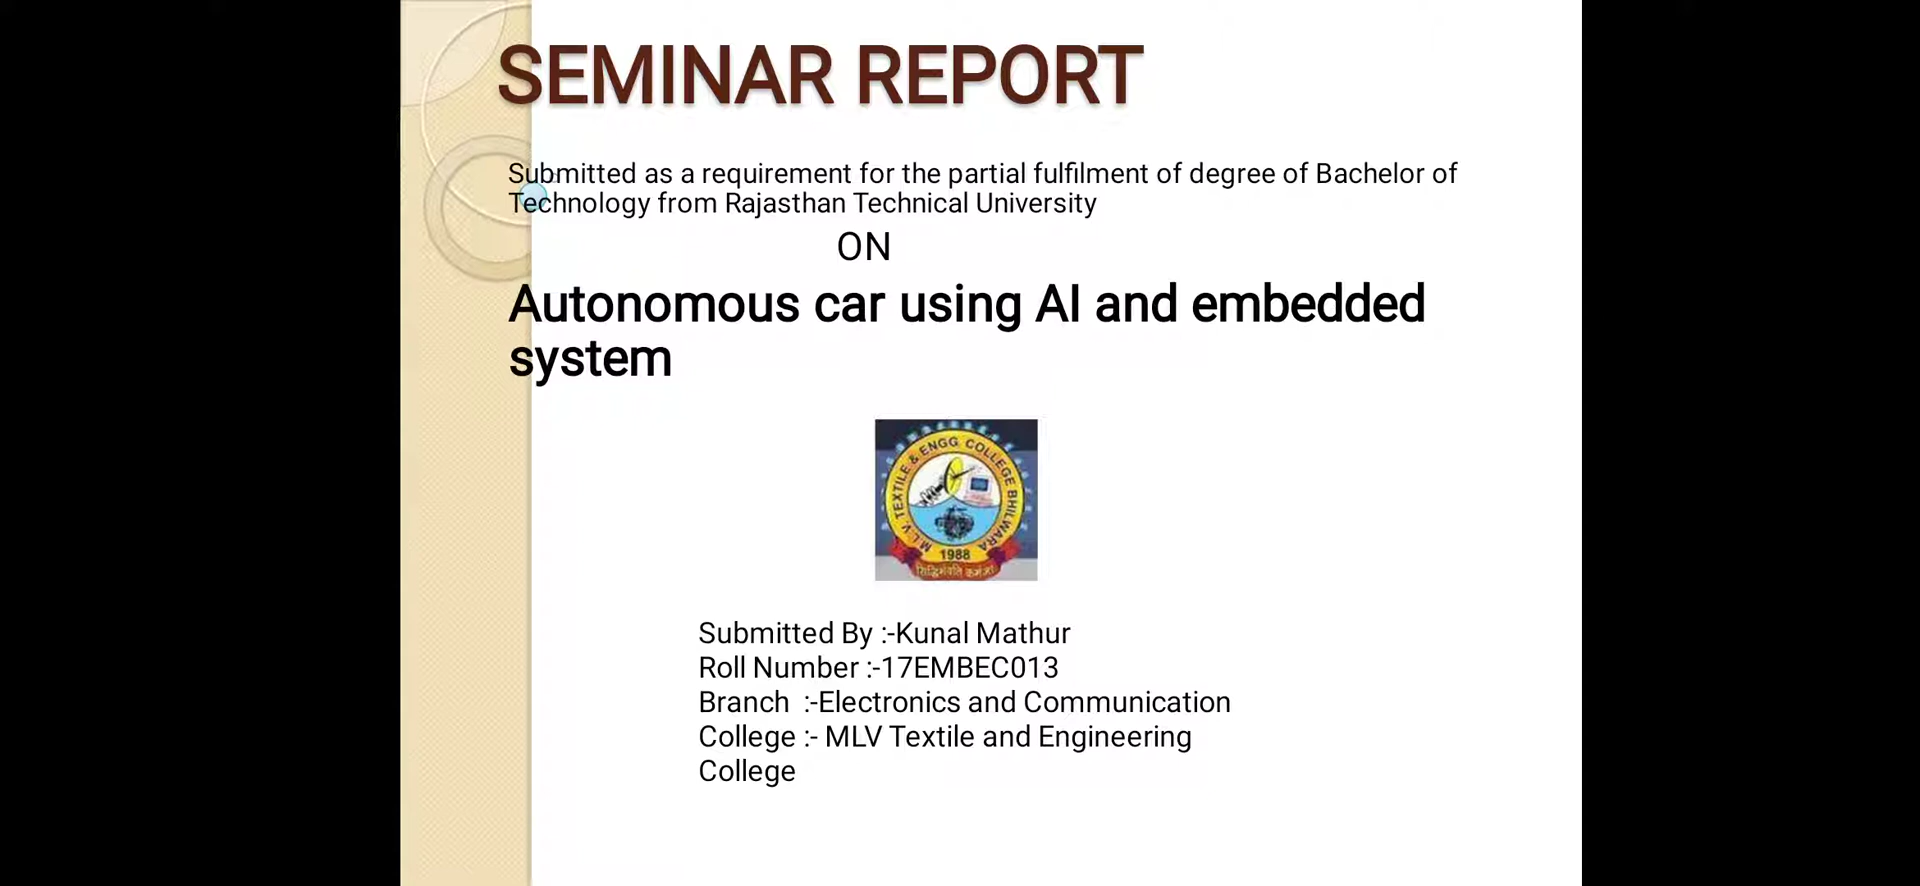 SEMINAR REPORT
Submitted as a requirement for the partial fulfilment of degree of Bachelor of
Technology from Rajasthan Technical University
ON
Autonomous car using AI and embedded
system
M.L.V. TEXTILE & ENGG. COLLEGE BHILWARA
1988
Submitted By :-Kunal Mathur
Roll Number :-17EMBEC013
Branch  :-Electronics and Communication
College :- MLV Textile and Engineering
College